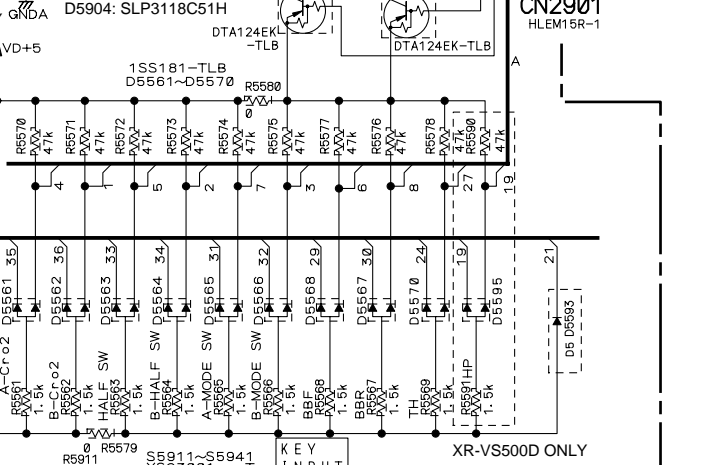 GNDA
D5904: SLP3118C51H
CN2901
HLEM15R-1
DTA124EK
-TLB
DTA124EK-TLB
VD+5
A
1SS181-TLB
D5561~D5570
R5580
0
R5570
47k
R5571
47k
R5572
47k
R5573
47k
R5574
47k
R5575
47k
R5577
47k
R5576
47k
R5578
47k
R5590
47k
4
1
5
2
7
3
6
8
27
19
35
36
33
34
31
32
29
30
24
19
21
D5561
D5562
D5563
D5564
D5565
D5566
D5568
D5567
D5570
D5595
D5 D5593
A-Cro2
B-Cro2
HALF SW
B-HALF SW
A-MODE SW
B-MODE SW
BBF
BBR
TH
HP
R5561
1.5k
R5562
1.5k
R5563
1.5k
R5564
1.5k
R5565
1.5k
R5566
1.5k
R5568
1.5k
R5567
1.5k
R5569
1.5k
R5591
1.5k
0
R5579
R5911
S5911~S5941
KEY
INPUT
XR-VS500D ONLY